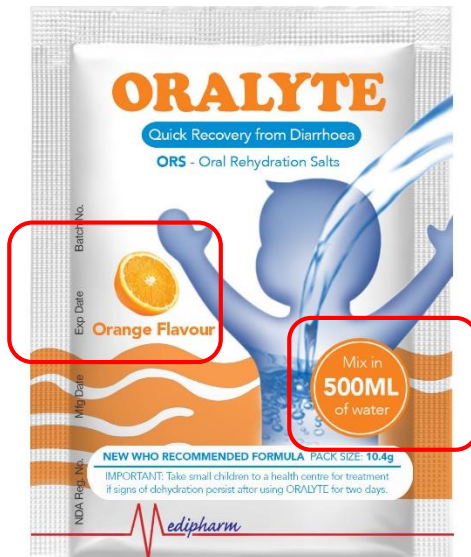 ORALYTE
Quick Recovery from Diarrhoea
ORS - Oral Rehydration Salts
Batch No.
Exp Date
Mfg Date
NDA Reg. No.
Orange Flavour
Mix in
500ML
of water
NEW WHO RECOMMENDED FORMULA PACK SIZE: 10.4g
IMPORTANT: Take small children to a health centre for treatment
if signs of dehydration persist after using ORALYTE for two days.
Medipharm